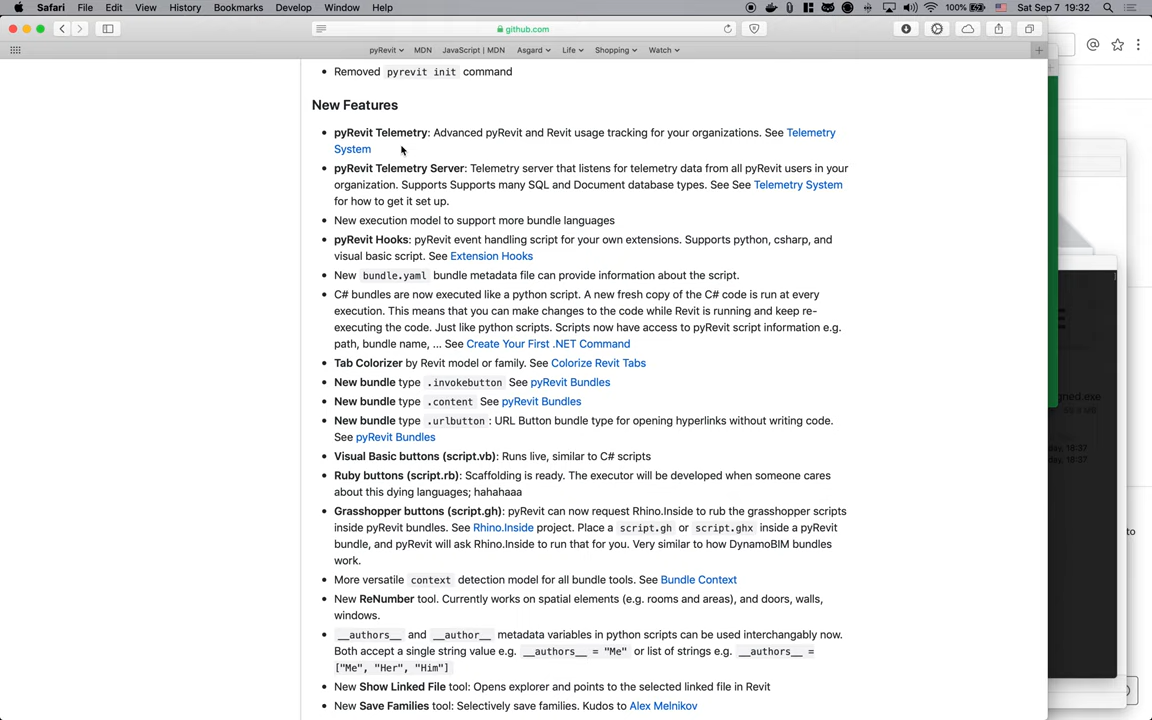 Safari File Edit View History Bookmarks Develop Window Help 100% Sat Sep 7 19:32
github.com
pyRevit MDN JavaScript | MDN Asgard Life Shopping Watch
Removed pyrevit init command
New Features
pyRevit Telemetry: Advanced pyRevit and Revit usage tracking for your organizations. See Telemetry
System
pyRevit Telemetry Server: Telemetry server that listens for telemetry data from all pyRevit users in your
organization. Supports Supports many SQL and Document database types. See See Telemetry System
for how to get it set up.
New execution model to support more bundle languages
pyRevit Hooks: pyRevit event handling script for your own extensions. Supports python, csharp, and
visual basic script. See Extension Hooks
New bundle.yaml bundle metadata file can provide information about the script.
C# bundles are now executed like a python script. A new fresh copy of the C# code is run at every
execution. This means that you can make changes to the code while Revit is running and keep re-
executing the code. Just like python scripts. Scripts now have access to pyRevit script information e.g.
path, bundle name, ... See Create Your First .NET Command
Tab Colorizer by Revit model or family. See Colorize Revit Tabs
New bundle type .invokebutton See pyRevit Bundles
New bundle type .content See pyRevit Bundles
New bundle type .urlbutton : URL Button bundle type for opening hyperlinks without writing code.
See pyRevit Bundles
Visual Basic buttons (script.vb): Runs live, similar to C# scripts
Ruby buttons (script.rb): Scaffolding is ready. The executor will be developed when someone cares
about this dying languages; hahahaaa
Grasshopper buttons (script.gh): pyRevit can now request Rhino.Inside to rub the grasshopper scripts
inside pyRevit bundles. See Rhino.Inside project. Place a script.gh or script.ghx inside a pyRevit
bundle, and pyRevit will ask Rhino.Inside to run that for you. Very similar to how DynamoBIM bundles
work.
More versatile context detection model for all bundle tools. See Bundle Context
New ReNumber tool. Currently works on spatial elements (e.g. rooms and areas), and doors, walls,
windows.
__authors__ and __author__ metadata variables in python scripts can be used interchangably now.
Both accept a single string value e.g. __authors__ = "Me" or list of strings e.g. __authors__ =
["Me", "Her", "Him"]
New Show Linked File tool: Opens explorer and points to the selected linked file in Revit
New Save Families tool: Selectively save families. Kudos to Alex Melnikov
gned.exe
day, 16:37
day, 16:37
to